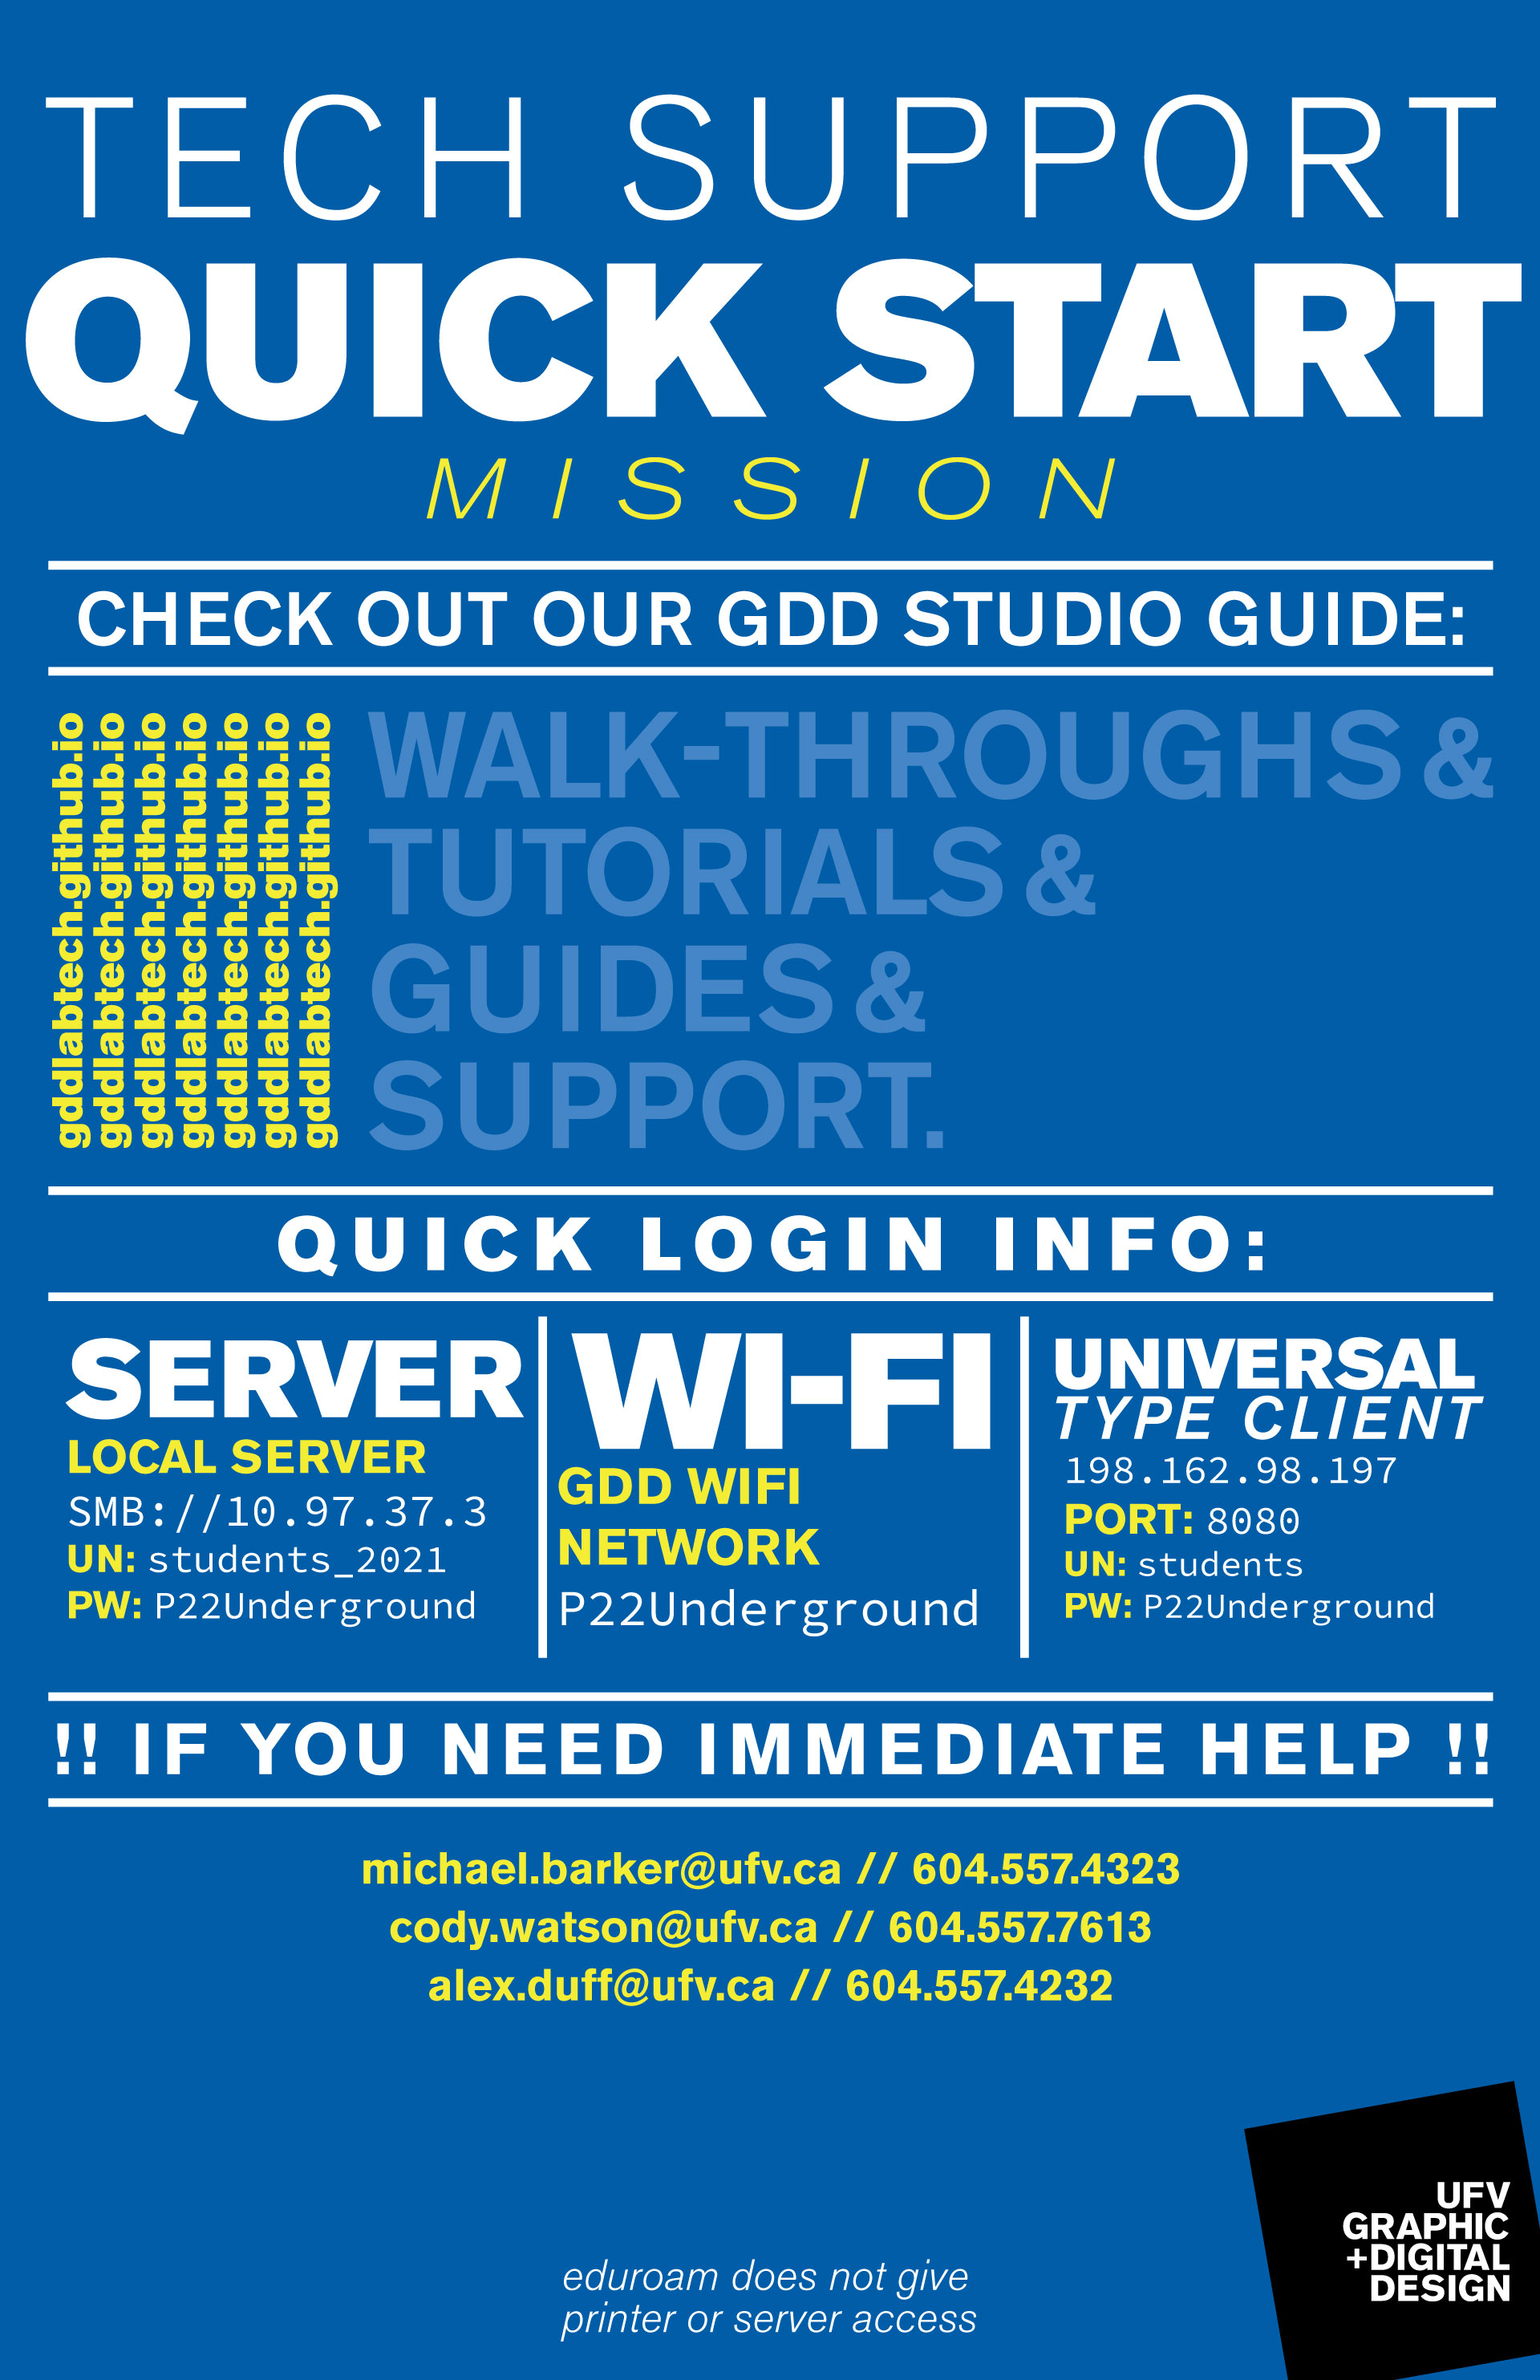 TECH SUPPORT
QUICK START
MISSION
CHECK OUT OUR GDD STUDIO GUIDE:
gddlabtech.github.io
gddlabtech.github.io
gddlabtech.github.io
gddlabtech.github.io
gddlabtech.github.io
gddlabtech.github.io
gddlabtech.github.io
WALK-THROUGHS &
TUTORIALS &
GUIDES &
SUPPORT.
QUICK LOGIN INFO:
SERVER
LOCAL SERVER
SMB://10.97.37.3
UN: students_2021
PW: P22Underground
WI-FI
GDD WIFI
NETWORK
P22Underground
UNIVERSAL
TYPE CLIENT
198.162.98.197
PORT: 8080
UN: students
PW: P22Underground
!! IF YOU NEED IMMEDIATE HELP !!
michael.barker@ufv.ca // 604.557.4323
cody.watson@ufv.ca // 604.557.7613
alex.duff@ufv.ca // 604.557.4232
eduroam does not give
printer or server access
UFV
GRAPHIC
+DIGITAL
DESIGN